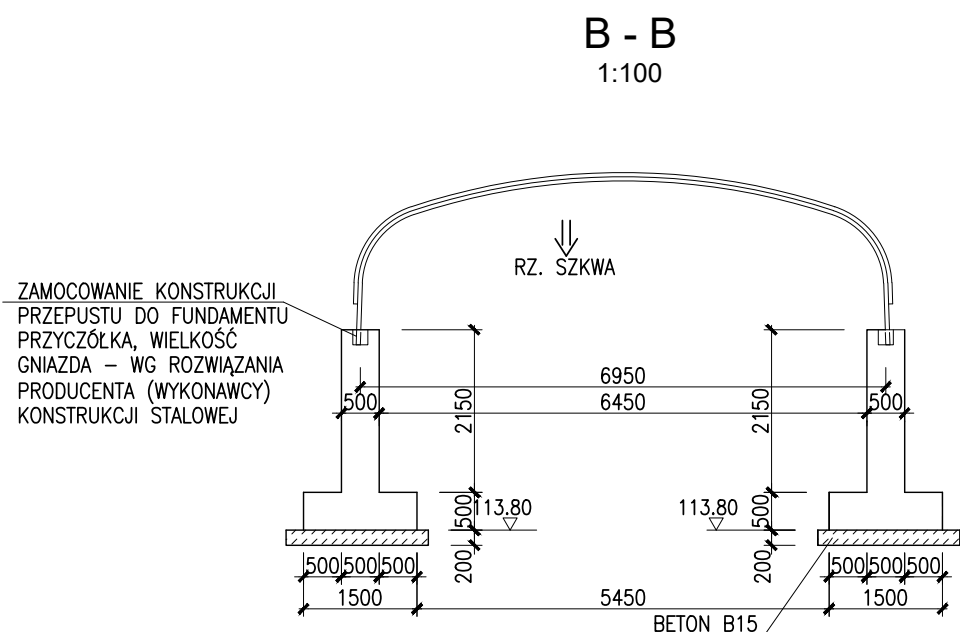 B - B
1:100
RZ. SZKWA
ZAMOCOWANIE KONSTRUKCJI
PRZEPUSTU DO FUNDAMENTU
PRZYCZÓŁKA, WIELKOŚĆ
GNIAZDA – WG ROZWIĄZANIA
PRODUCENTA (WYKONAWCY)
KONSTRUKCJI STALOWEJ
6950
500 6450 500
2150 2150
500 113.80 113.80 500
200 200
500 500 500 500 500 500
1500 5450 1500
BETON B15